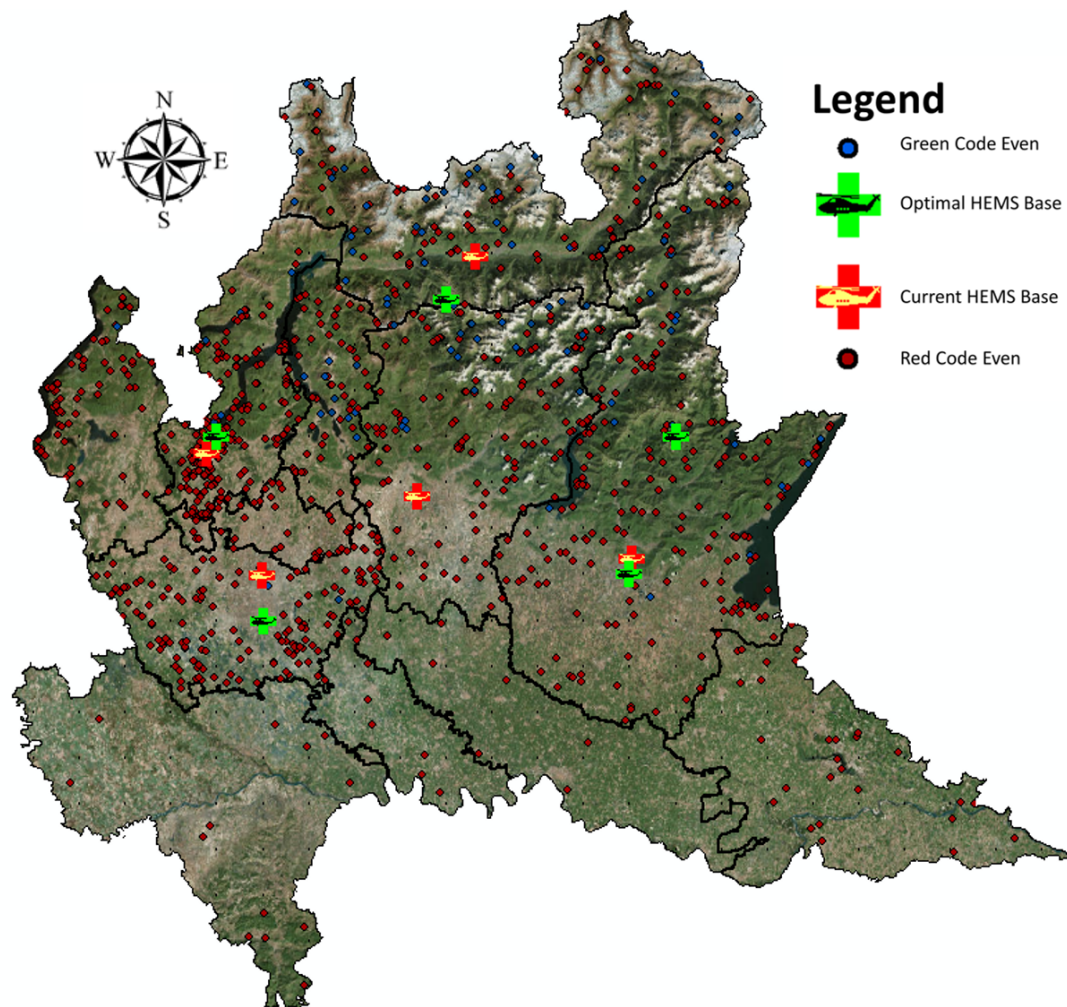 N
W E
S
Legend
Green Code Even
Optimal HEMS Base
Current HEMS Base
Red Code Even